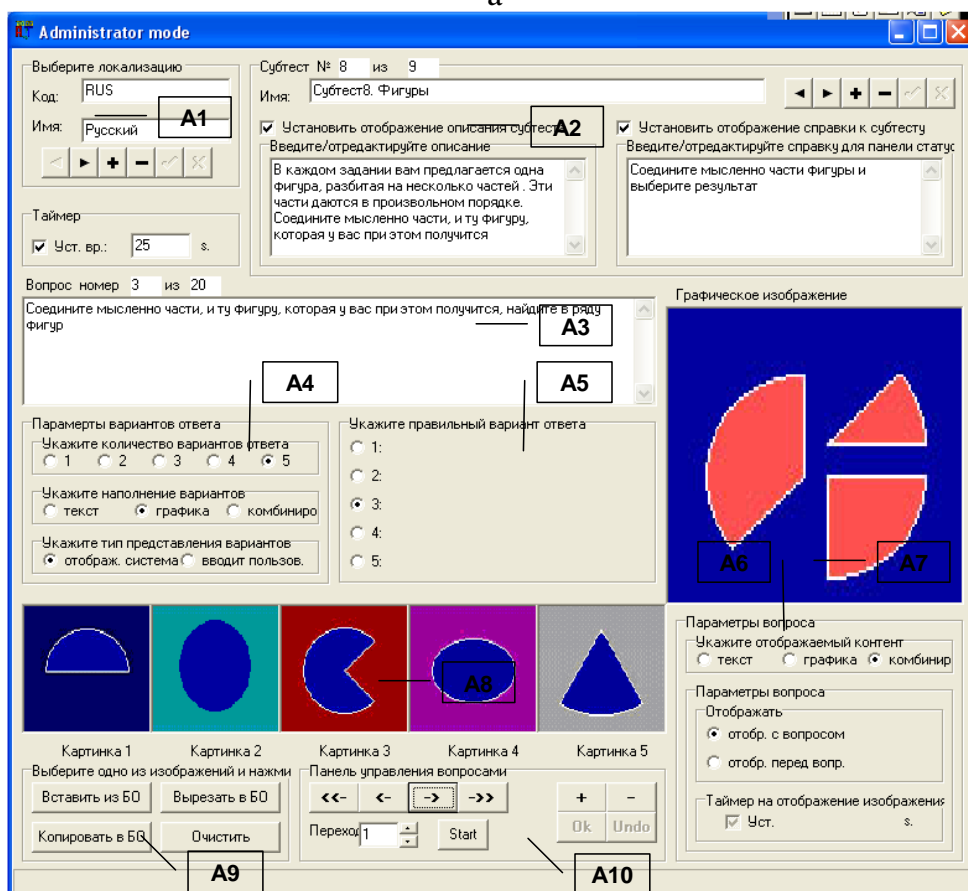 a
Administrator mode
Выберите локализацию
Код: RUS
A1
Имя: Русский
Субтест № 8 из 9
Имя: Субтест8. Фигуры
A2
Установить отображение описания субтеста
Введите/отредактируйте описание
В каждом задании вам предлагается одна
фигура, разбитая на несколько частей . Эти
части даются в произвольном порядке.
Соедините мысленно части, и ту фигуру,
которая у вас при этом получится
Установить отображение справки к субтесту
Введите/отредактируйте справку для панели статус
Соедините мысленно части фигуры и
выберите результат
Таймер
Уст. вр.: 25 s.
Вопрос номер 3 из 20
Соедините мысленно части, и ту фигуру, которая у вас при этом получится, найдите в ряду
фигур
A3
A4
A5
Графическое изображение
A6
A7
Парамерты вариантов ответа
Укажите количество вариантов ответа
1 2 3 4 5
Укажите наполнение вариантов
текст графика комбиниро
Укажите тип представления вариантов
отображ. система вводит пользов.
Укажите правильный вариант ответа
1:
2:
3:
4:
5:
A8
Картинка 1 Картинка 2 Картинка 3 Картинка 4 Картинка 5
Параметры вопроса
Укажите отображаемый контент
текст графика комбинир
Параметры вопроса
Отображать
отобр. с вопросом
отобр. перед вопр.
Таймер на отображение изображения
Уст. s.
Выберите одно из изображений и нажми
Вставить из БО Вырезать в БО
Копировать в БО Очистить
A9
Панель управления вопросами
<<- <- -> ->> + -
Переход 1 Start Ok Undo
A10